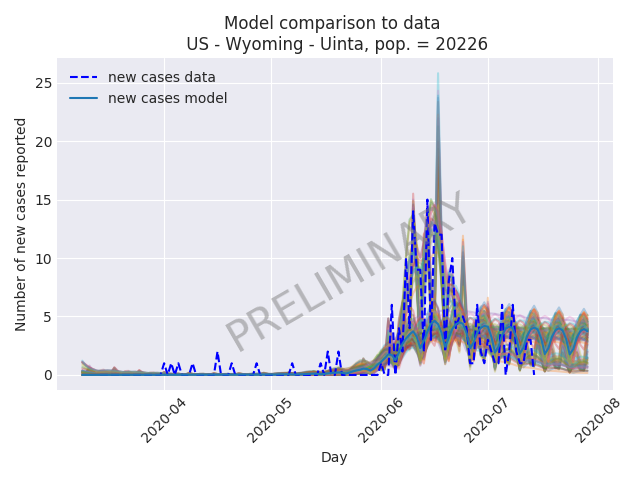 Model comparison to data
US - Wyoming - Uinta, pop. = 20226
new cases data
new cases model
PRELIMINARY
Number of new cases reported
25
20
15
10
5
0
2020-04
2020-05
2020-06
2020-07
2020-08
Day